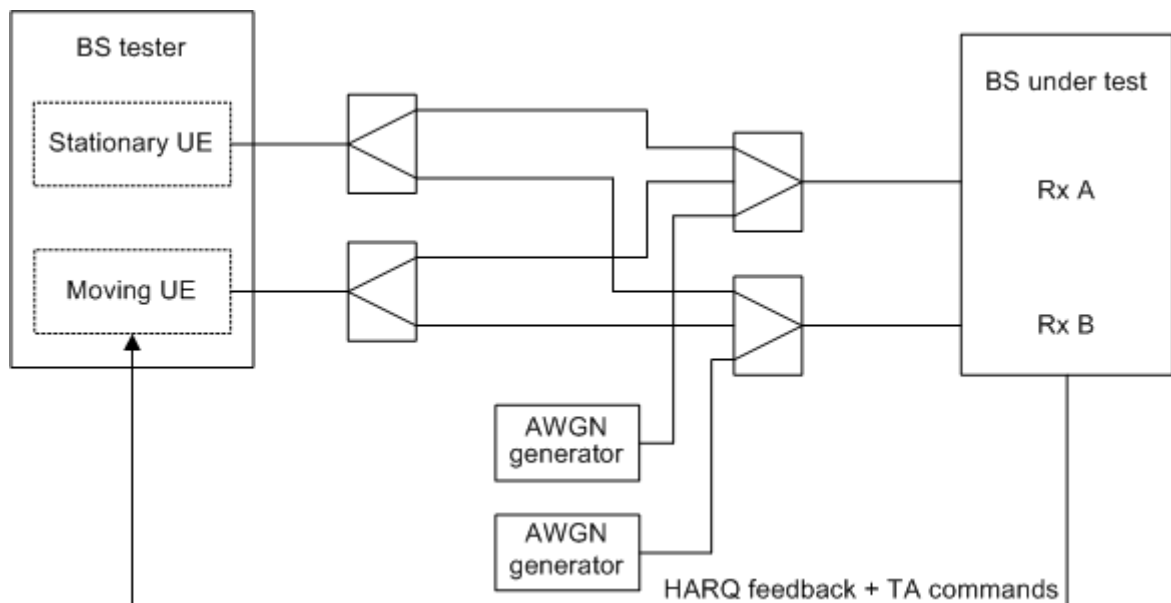 BS tester
Stationary UE
Moving UE
BS under test
Rx A
Rx B
AWGN
generator
AWGN
generator
HARQ feedback + TA commands